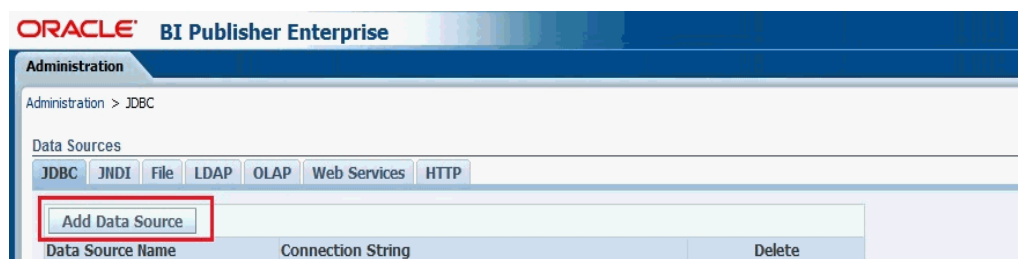 ORACLE BI Publisher Enterprise
Administration
Administration > JDBC
Data Sources
JDBC JNDI File LDAP OLAP Web Services HTTP
Add Data Source
Data Source Name Connection String Delete